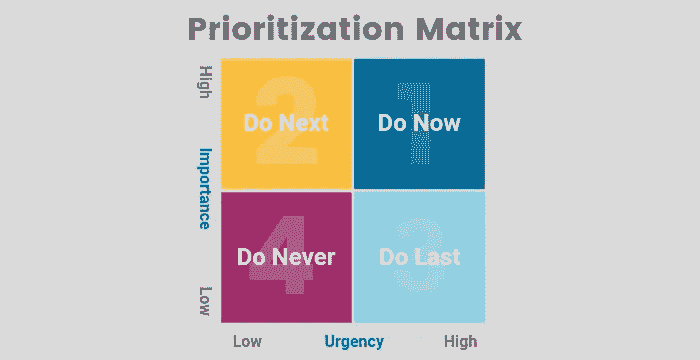 Prioritization Matrix
High
2
Do Next
1
Do Now
Importance
4
Do Never
3
Do Last
Low
Low
Urgency
High